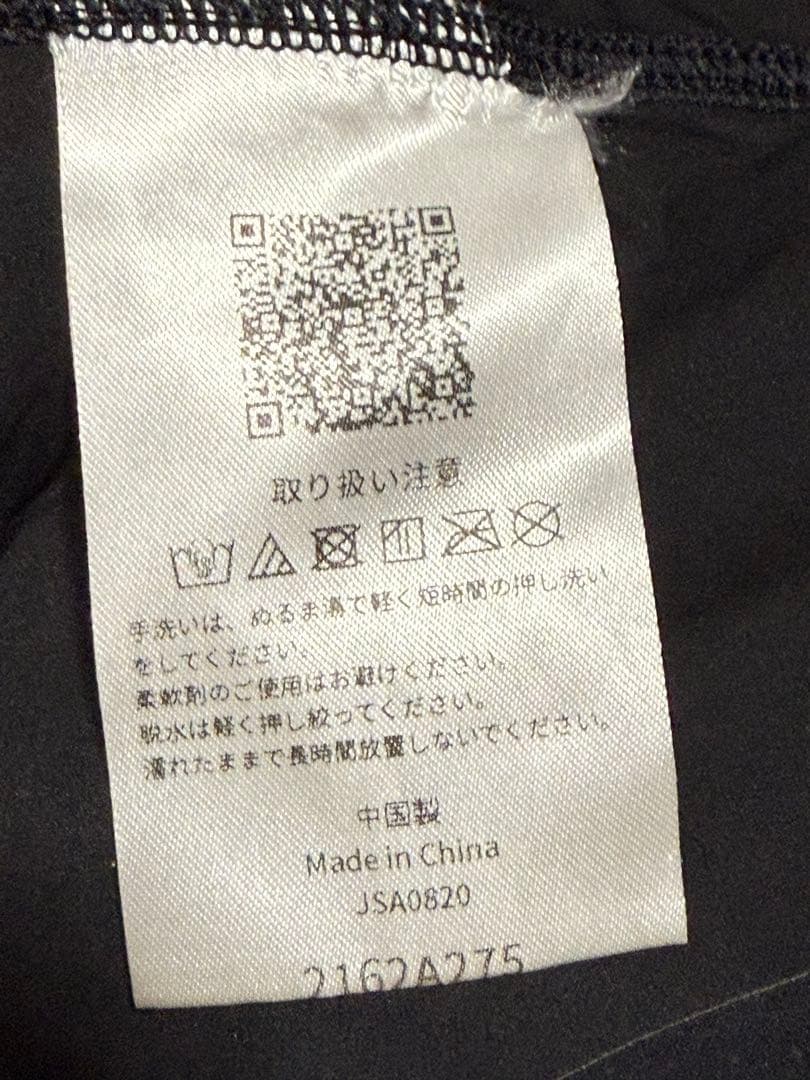 取り扱い注意
手洗いは、ぬるま湯で軽く短時間の押し洗い
をしてください。
柔軟剤のご使用はお避けください。
脱水は軽く押し絞ってください。
濡れたままで長時間放置しないでください。
中国製
Made in China
JSA0820
2162A275